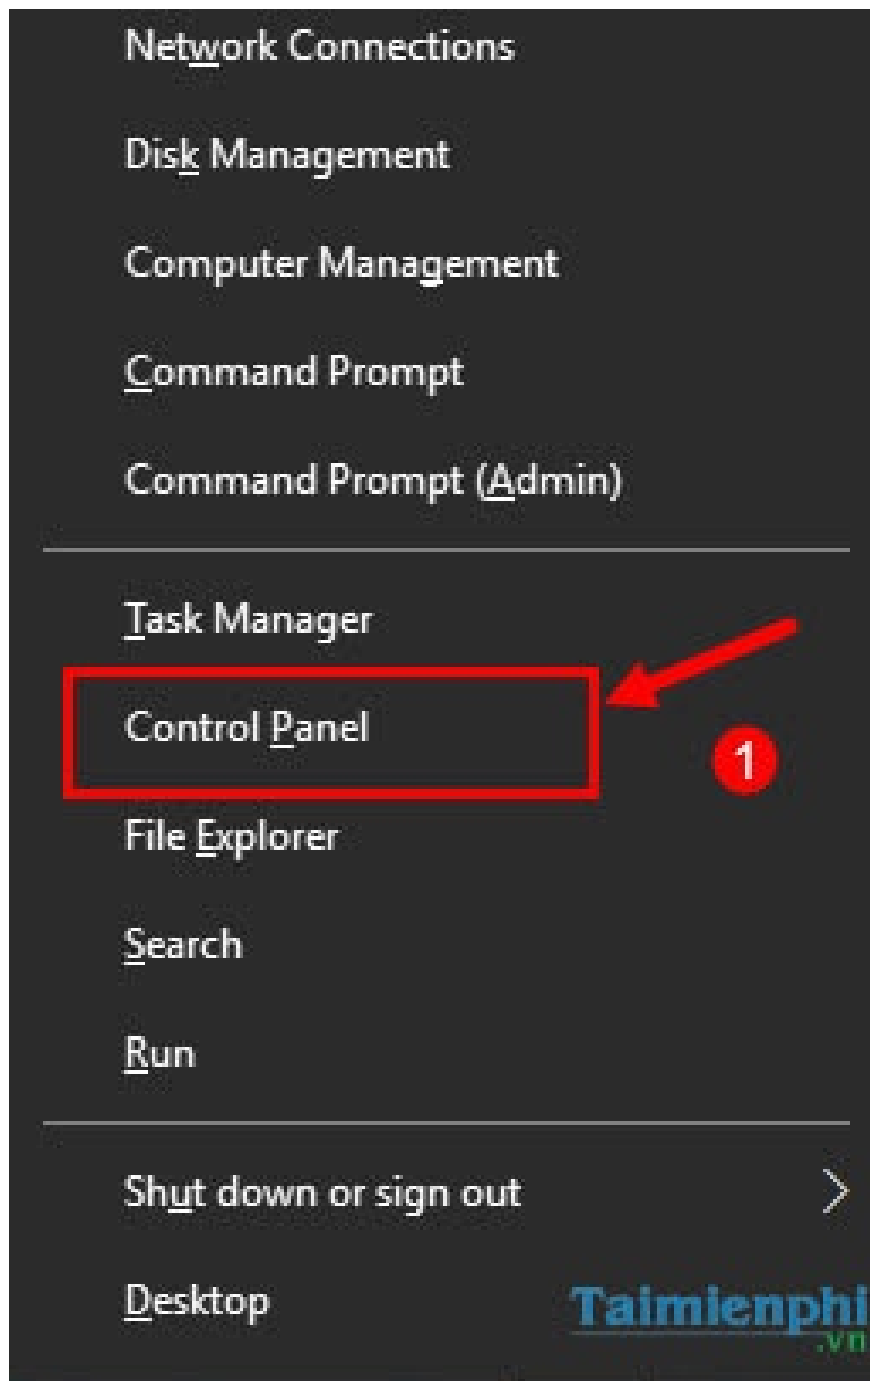 Network Connections
Disk Management
Computer Management
Command Prompt
Command Prompt (Admin)
Task Manager
Control Panel
1
File Explorer
Search
Run
Shut down or sign out
Desktop
Taimienphi
.vn